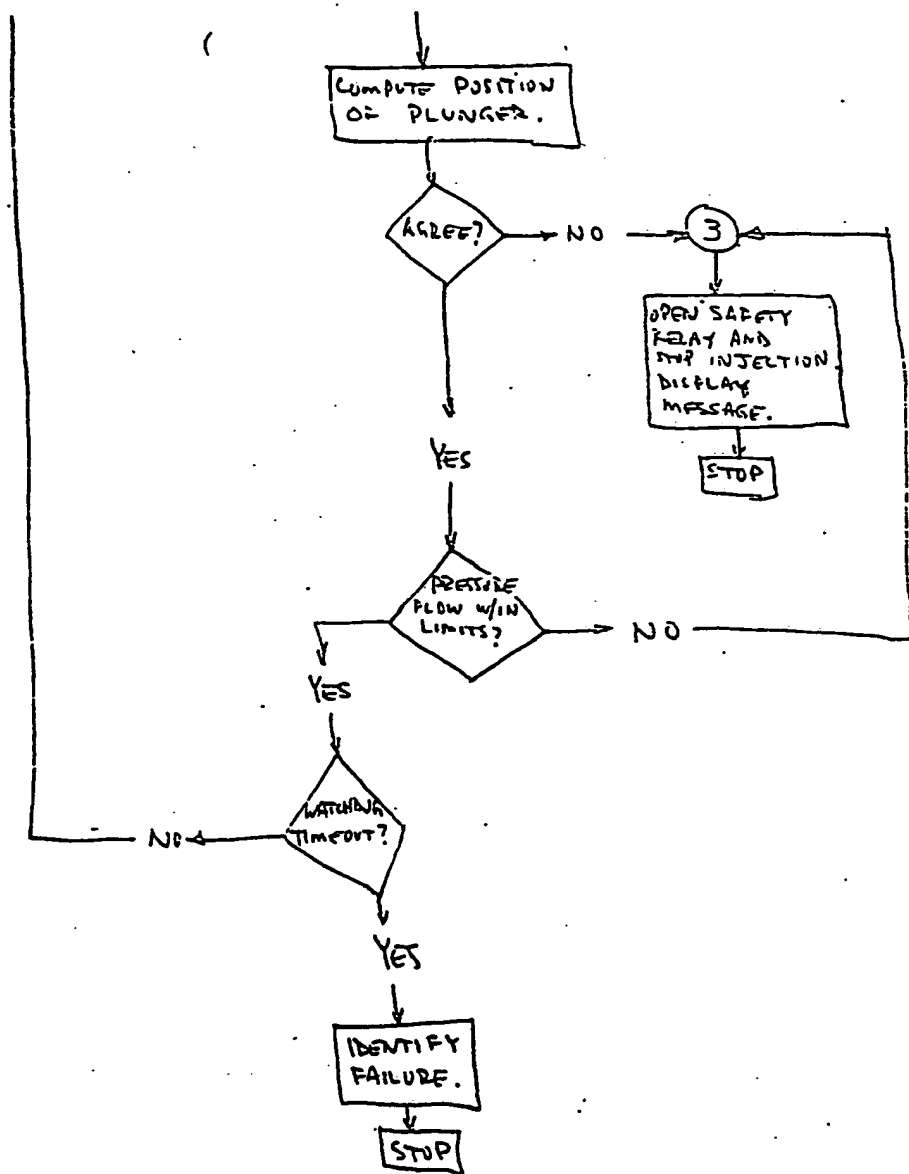 COMPUTE POSITION
OF PLUNGER.
AGREE?
NO
3
OPEN SAFETY
RELAY AND
STOP INJECTION
DISPLAY
MESSAGE.
STOP
YES
PRESSURE
FLOW W/IN
LIMITS?
NO
YES
TIMEOUT?
NO
YES
IDENTIFY
FAILURE.
STOP